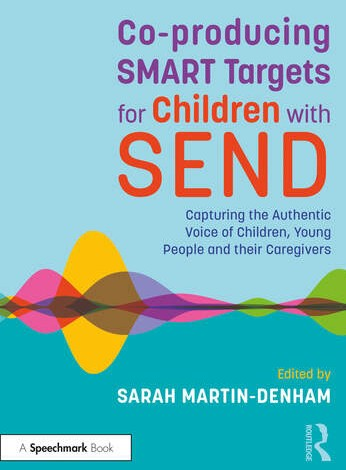 Co-producing
SMART Targets
for Children with
SEND
Capturing the Authentic
Voice of Children, Young
People and their Caregivers
Edited by
SARAH MARTIN-DENHAM
A Speechmark Book
ROUTLEDGE